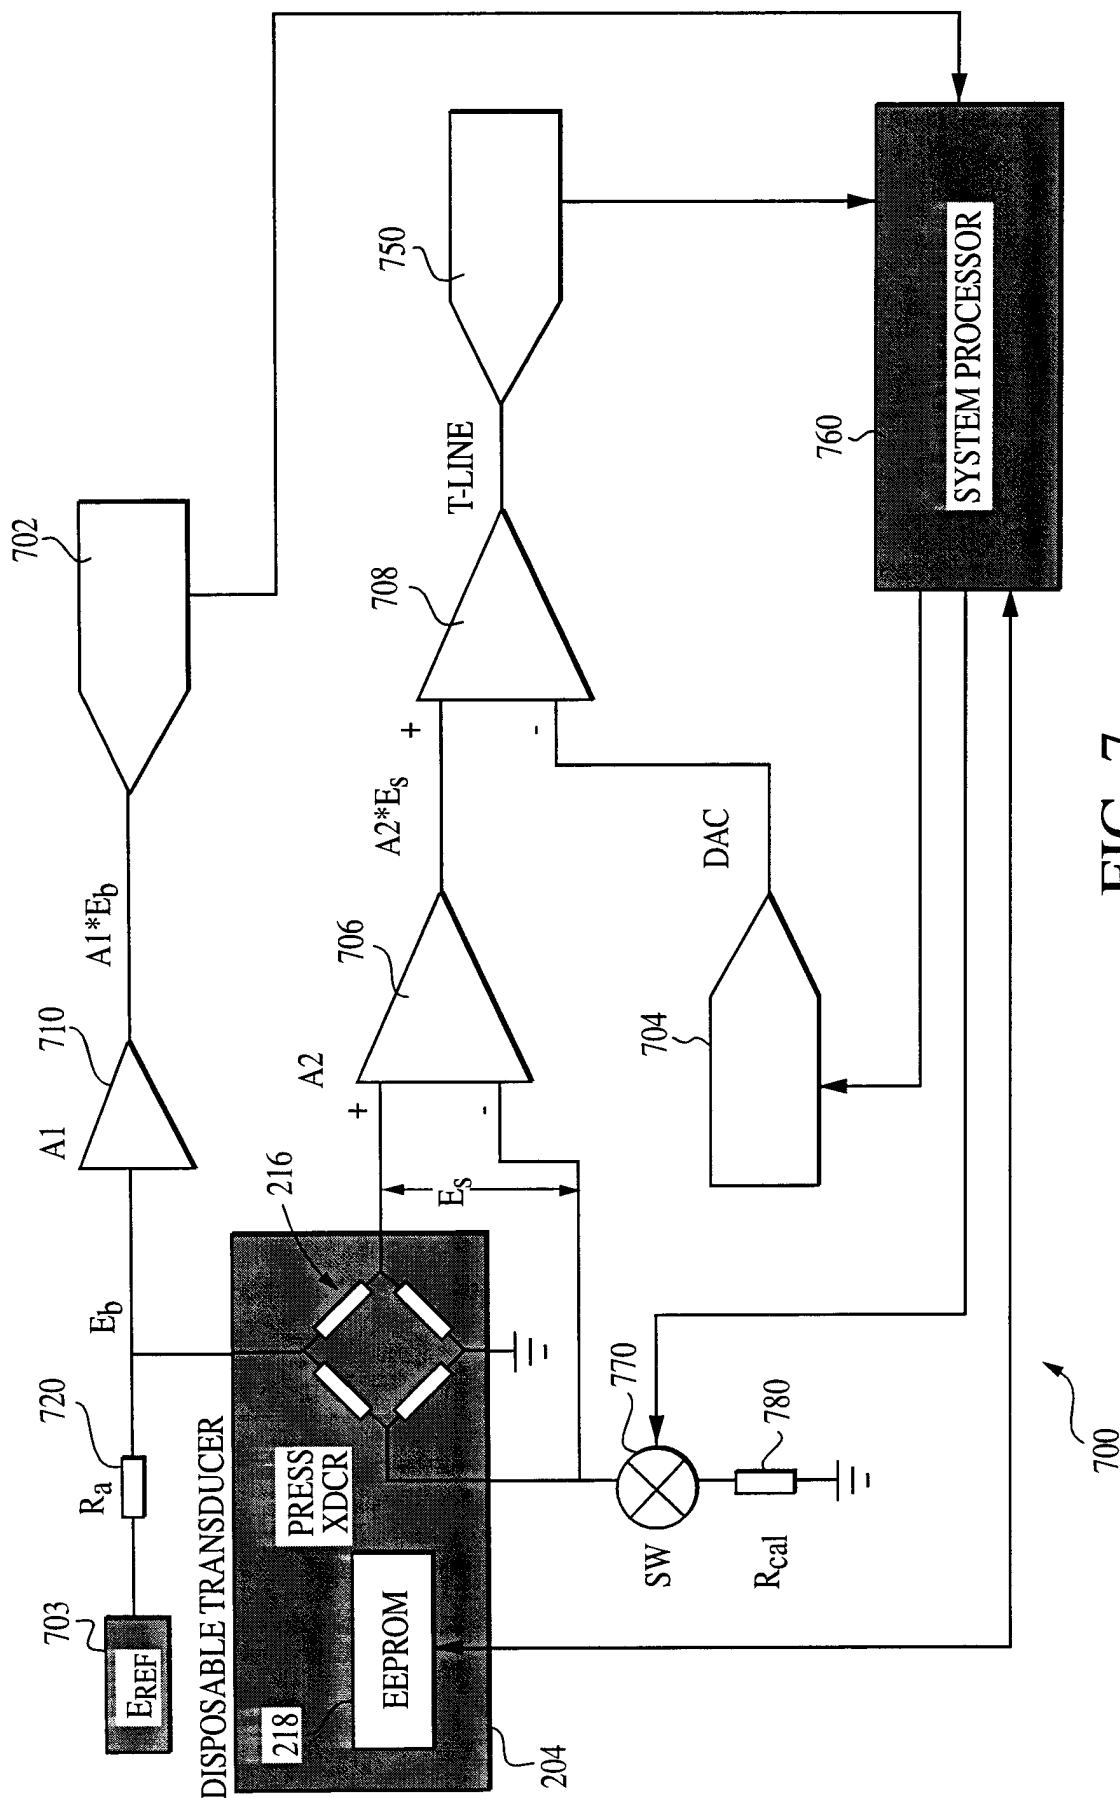 702
A1
710
A1*Eb
Eb
720
Ra
703
EREF
DISPOSABLE TRANSDUCER
216
PRESS
XDCR
218
EEPROM
204
A2
+
-
706
Es
A2*Es
+
-
708
T-LINE
750
DAC
704
770
SW
780
Rcal
760
SYSTEM PROCESSOR
700
FIG. 7